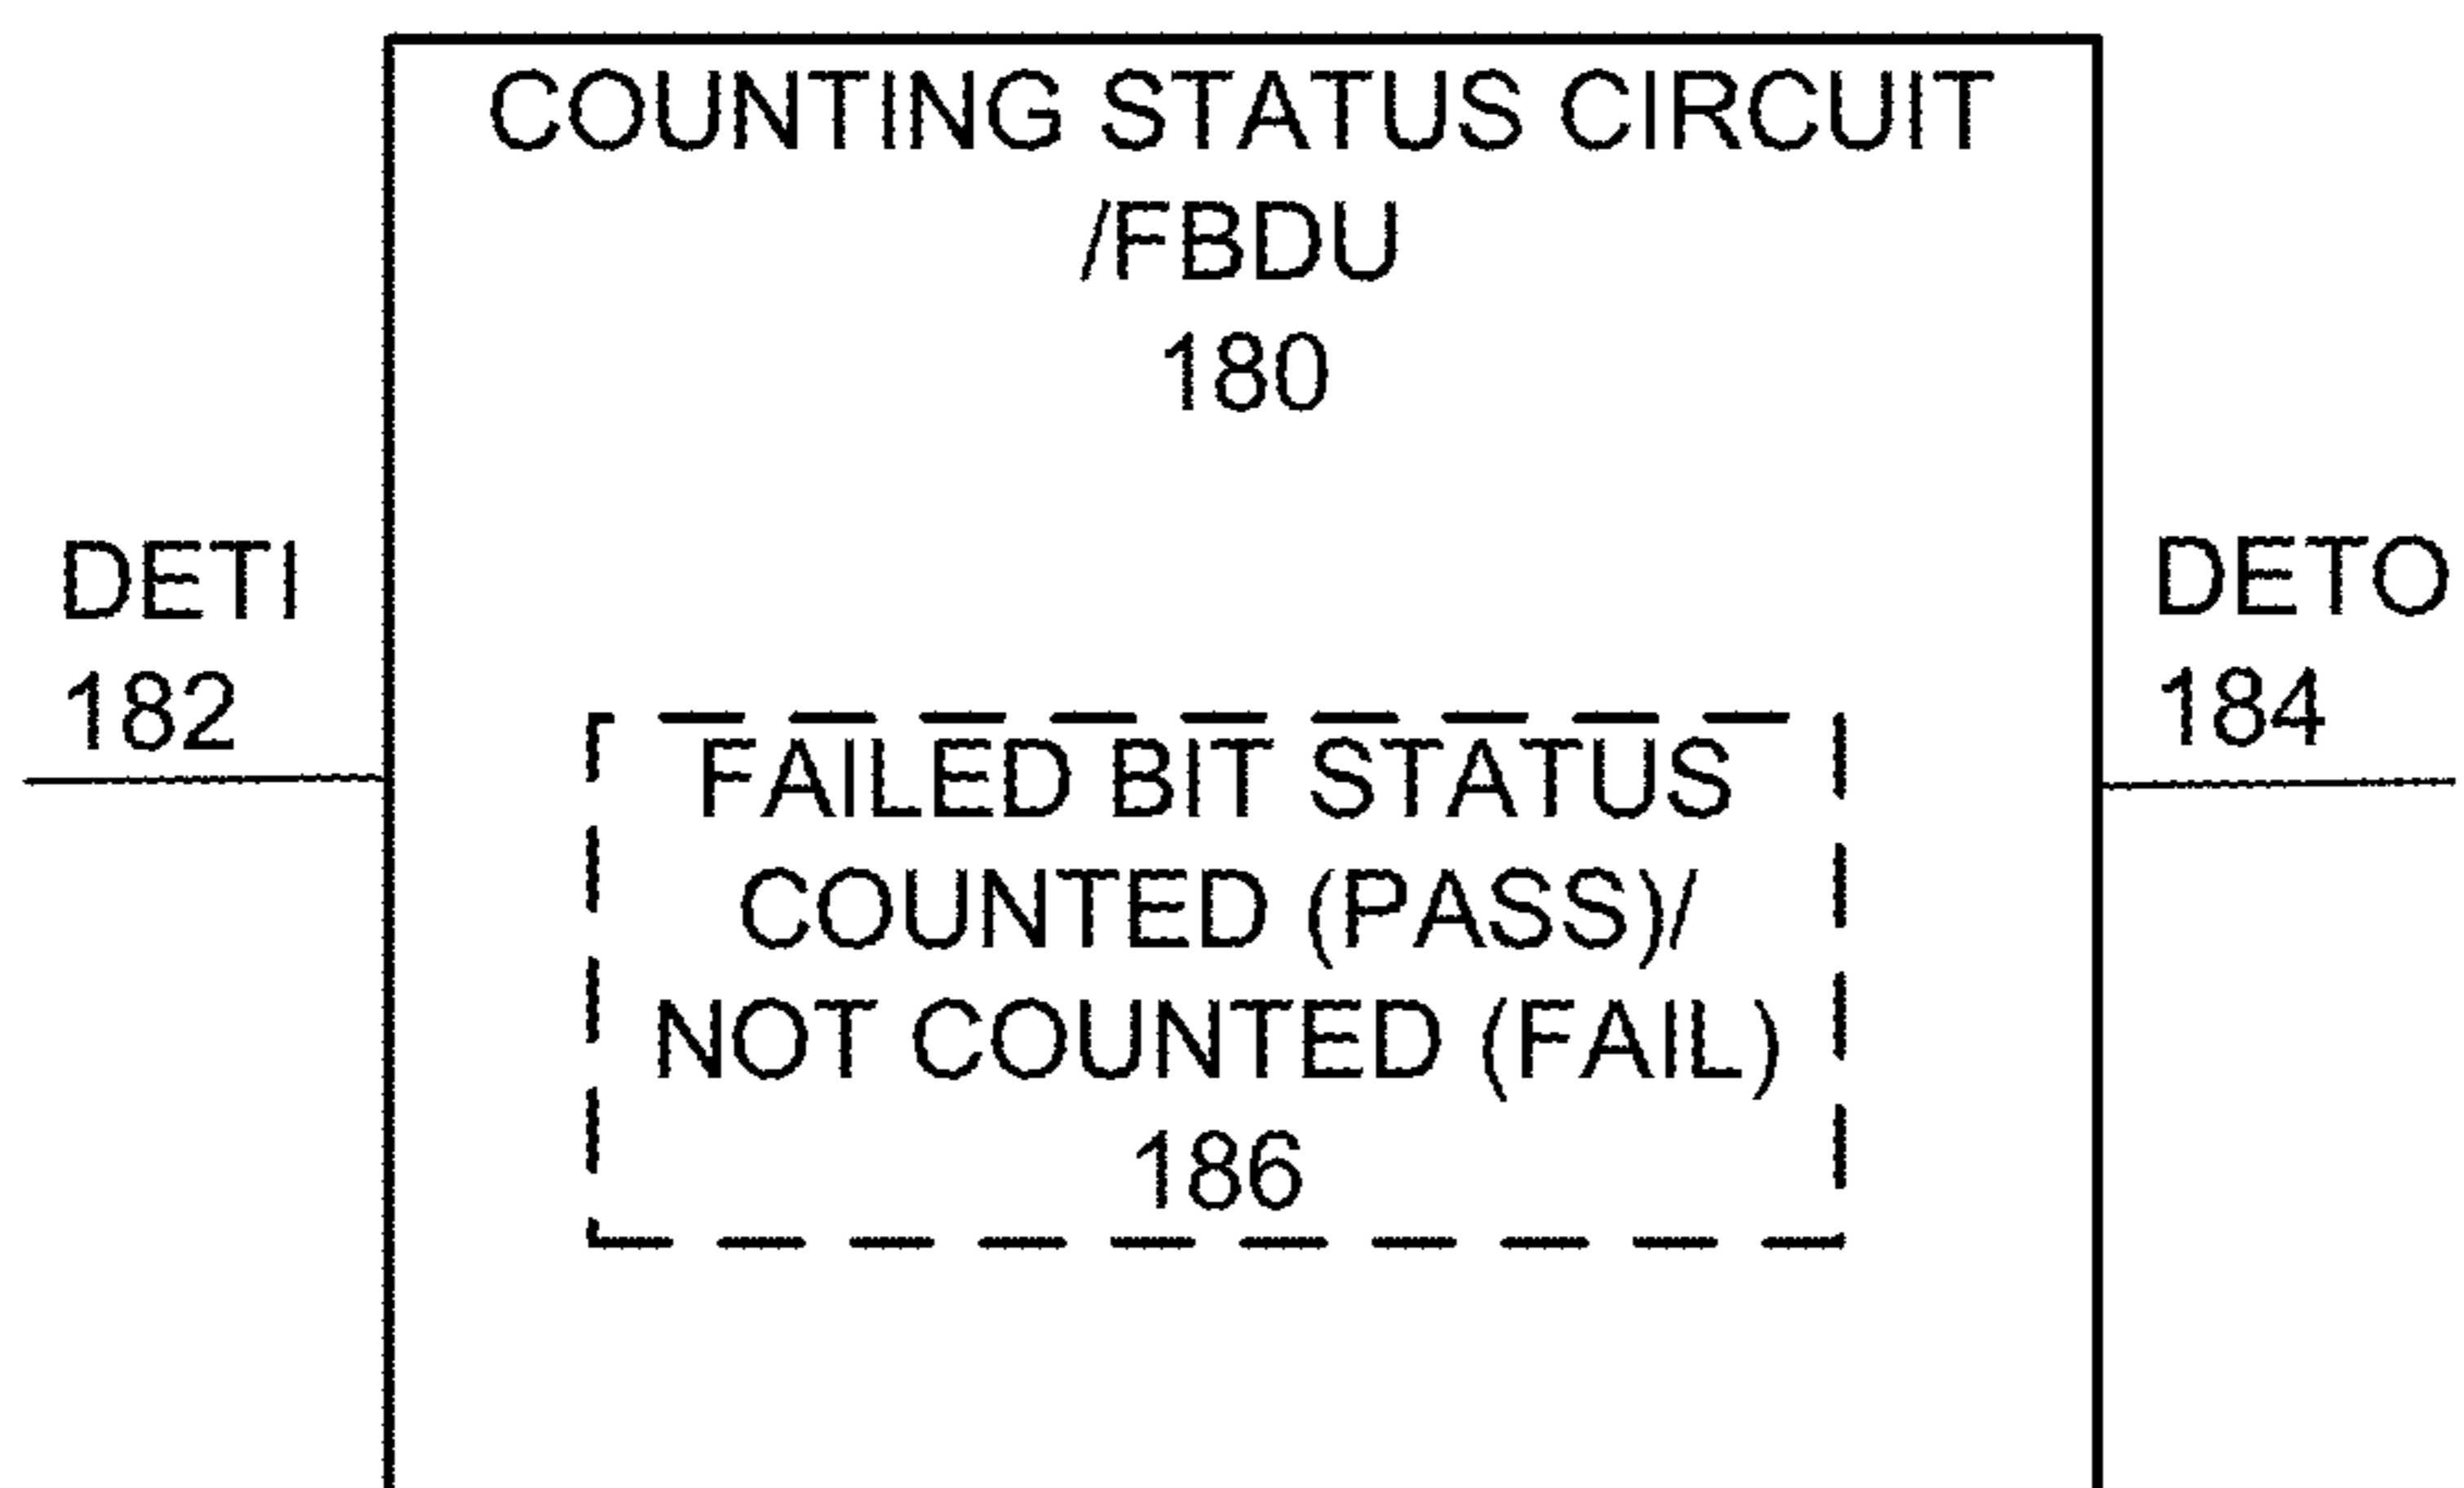 COUNTING STATUS CIRCUIT
/FBDU
180
DETI
182
DETO
184
FAILED BIT STATUS
COUNTED (PASS)/
NOT COUNTED (FAIL)
186